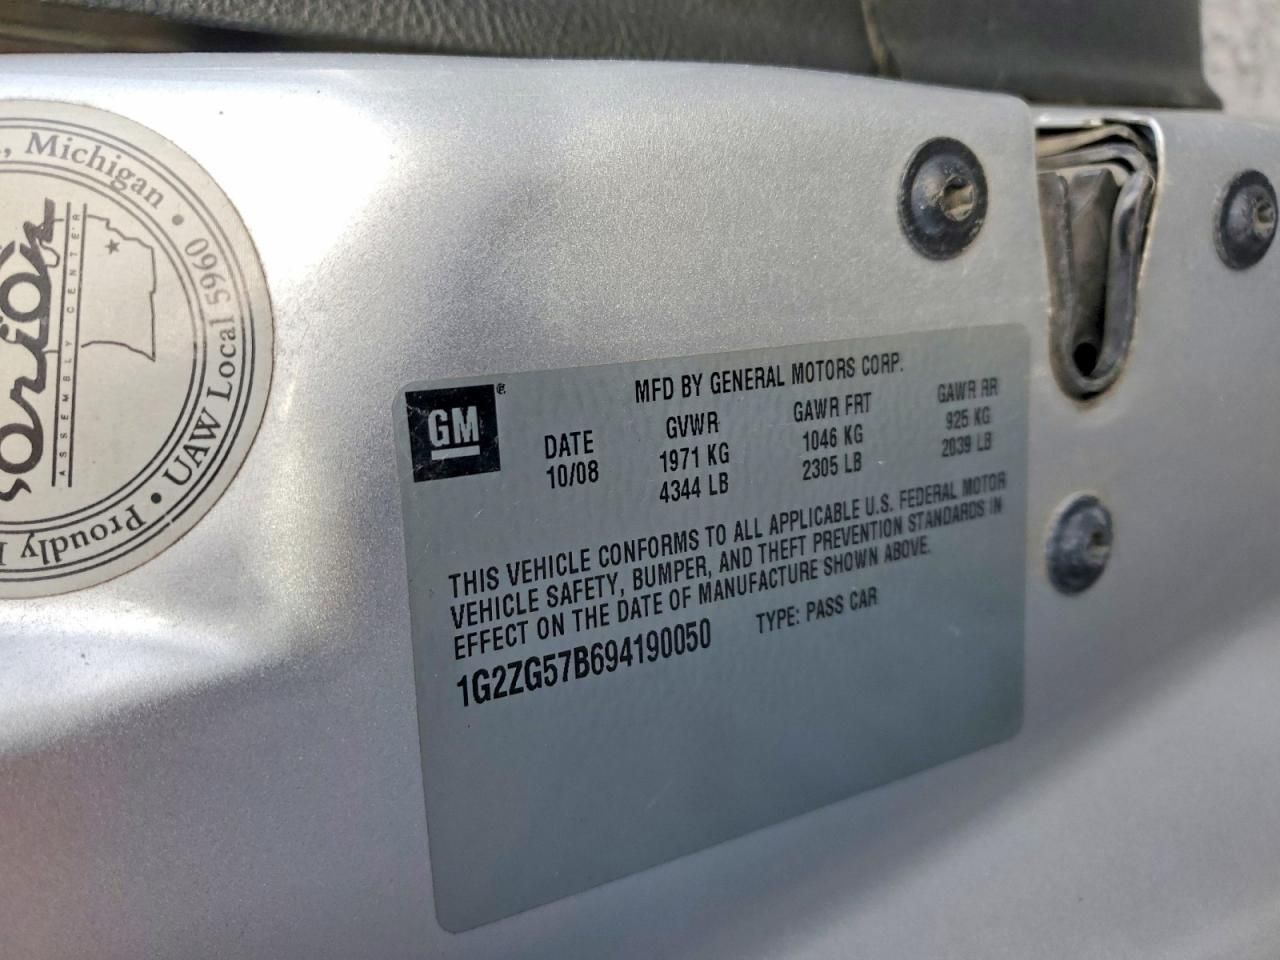 , Michigan • UAW Local 5960 • Proudly
orion
ASSEMBLY CENTER
GM®
MFD BY GENERAL MOTORS CORP.
DATE GVWR GAWR FRT GAWR RR
10/08 1971 KG 1046 KG 925 KG
4344 LB 2305 LB 2039 LB
THIS VEHICLE CONFORMS TO ALL APPLICABLE U.S. FEDERAL MOTOR
VEHICLE SAFETY, BUMPER, AND THEFT PREVENTION STANDARDS IN
EFFECT ON THE DATE OF MANUFACTURE SHOWN ABOVE.
1G2ZG57B694190050 TYPE: PASS CAR